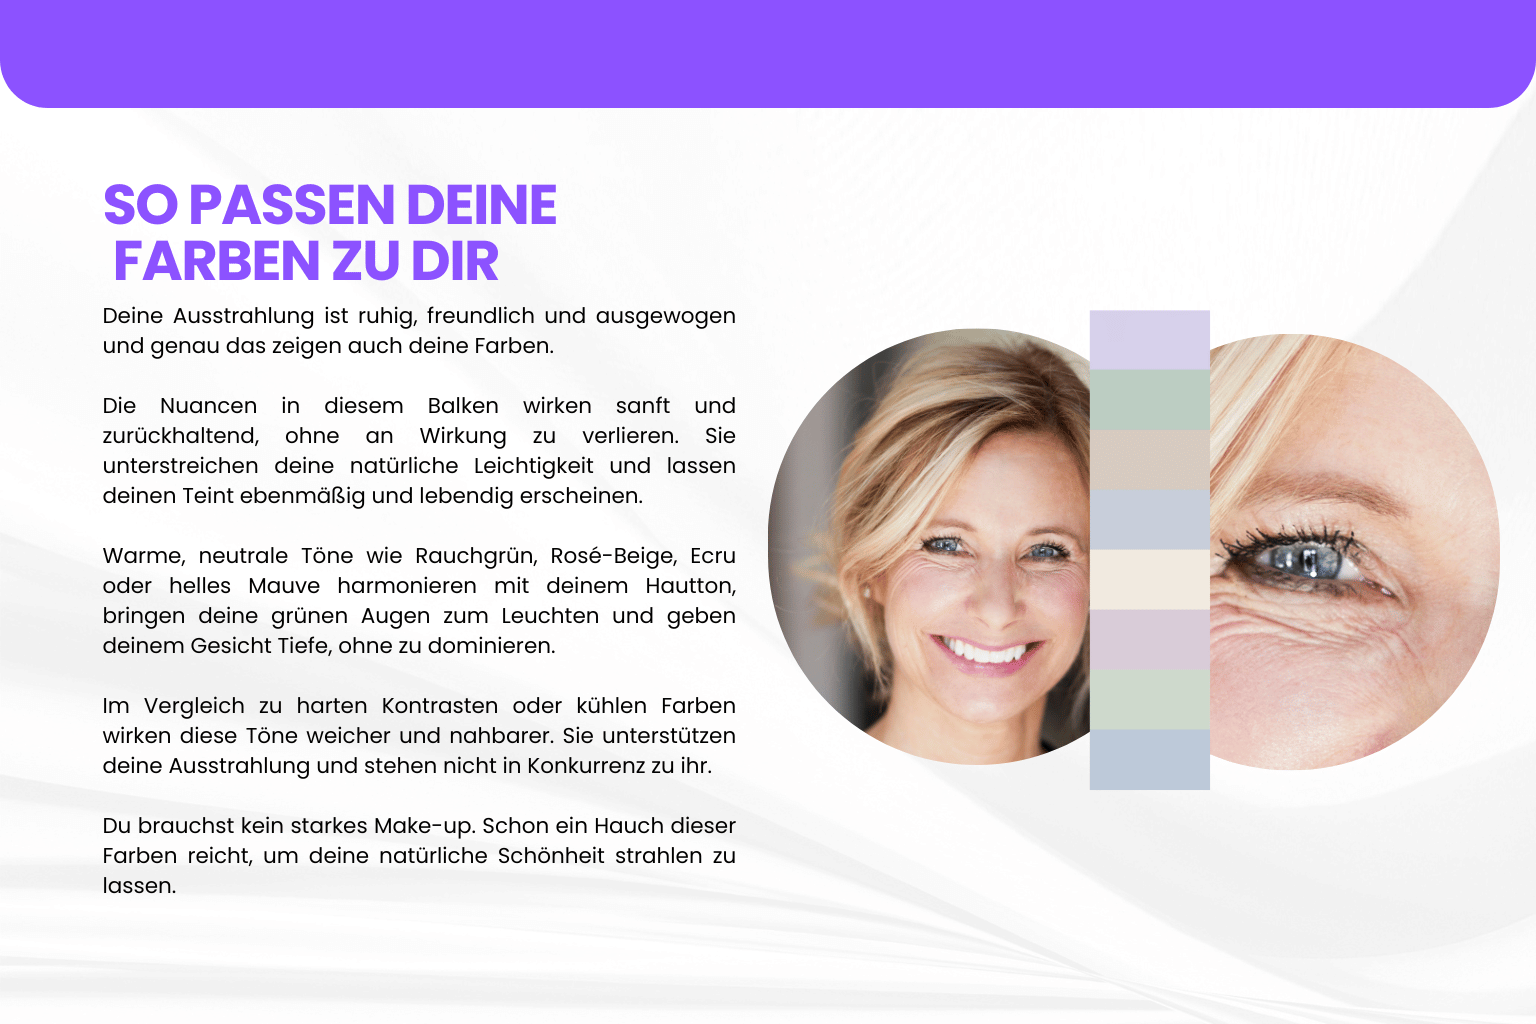 SO PASSEN DEINE
FARBEN ZU DIR
Deine Ausstrahlung ist ruhig, freundlich und ausgewogen
und genau das zeigen auch deine Farben.
Die Nuancen in diesem Balken wirken sanft und
zurückhaltend, ohne an Wirkung zu verlieren. Sie
unterstreichen deine natürliche Leichtigkeit und lassen
deinen Teint ebenmäßig und lebendig erscheinen.
Warme, neutrale Töne wie Rauchgrün, Rosé-Beige, Ecru
oder helles Mauve harmonieren mit deinem Hautton,
bringen deine grünen Augen zum Leuchten und geben
deinem Gesicht Tiefe, ohne zu dominieren.
Im Vergleich zu harten Kontrasten oder kühlen Farben
wirken diese Töne weicher und nahbarer. Sie unterstützen
deine Ausstrahlung und stehen nicht in Konkurrenz zu ihr.
Du brauchst kein starkes Make-up. Schon ein Hauch dieser
Farben reicht, um deine natürliche Schönheit strahlen zu
lassen.